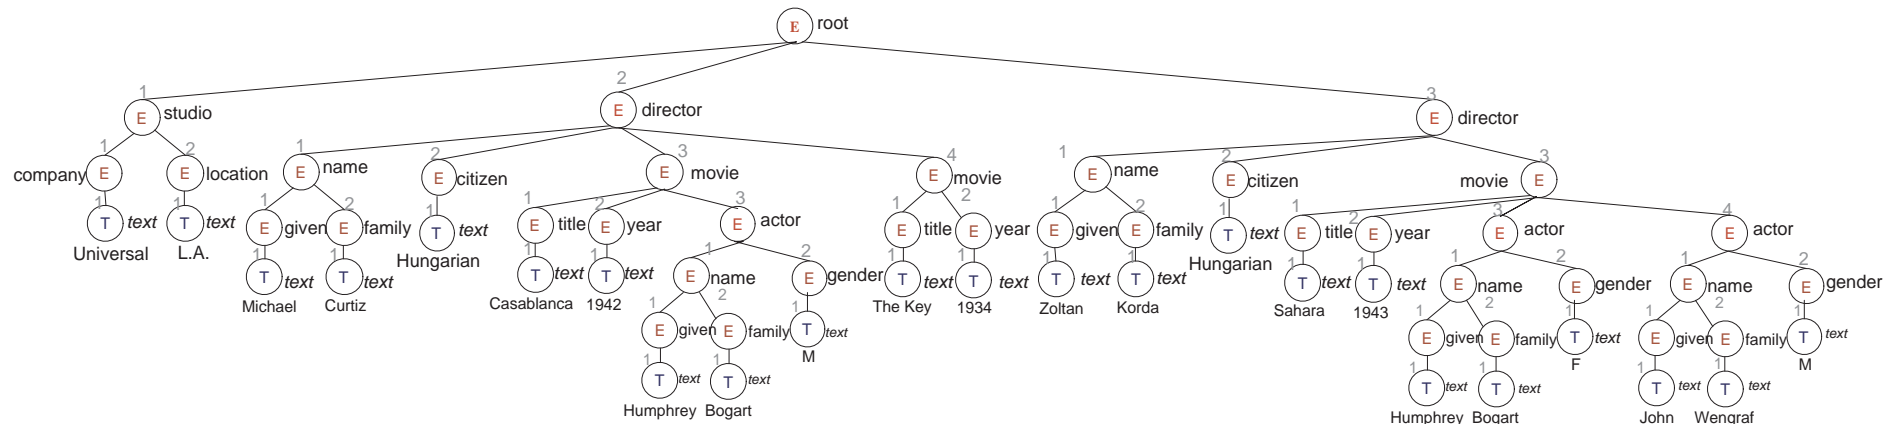 E root
1 2 3
E studio E director E director
1 2 1 2 3 4 1 2 3
company E E location E name E citizen E movie E movie E name E citizen movie E
1 1 1 2 1 1 2 3 1 2 1 2 1 1 2 3 4
T text T text E given E family T text E title E year E actor E title E year E given E family T text E title E year E actor E actor
Universal L.A. Hungarian Hungarian
1 1 1 1 1 2 1 1 1 1 1 1 1 2 1 2
T text T text T text T text E name E gender T text T text T text T text T text T text E name E gender E name E gender
Michael Curtiz Casablanca 1942 The Key 1934 Zoltan Korda Sahara 1943
1 2 1 1 2 1 1 2 1
E given E family T text E given E family T text E given E family T text
M F M
1 1 1 1 1 1
T text T text T text T text T text T text
Humphrey Bogart Humphrey Bogart John Wengraf